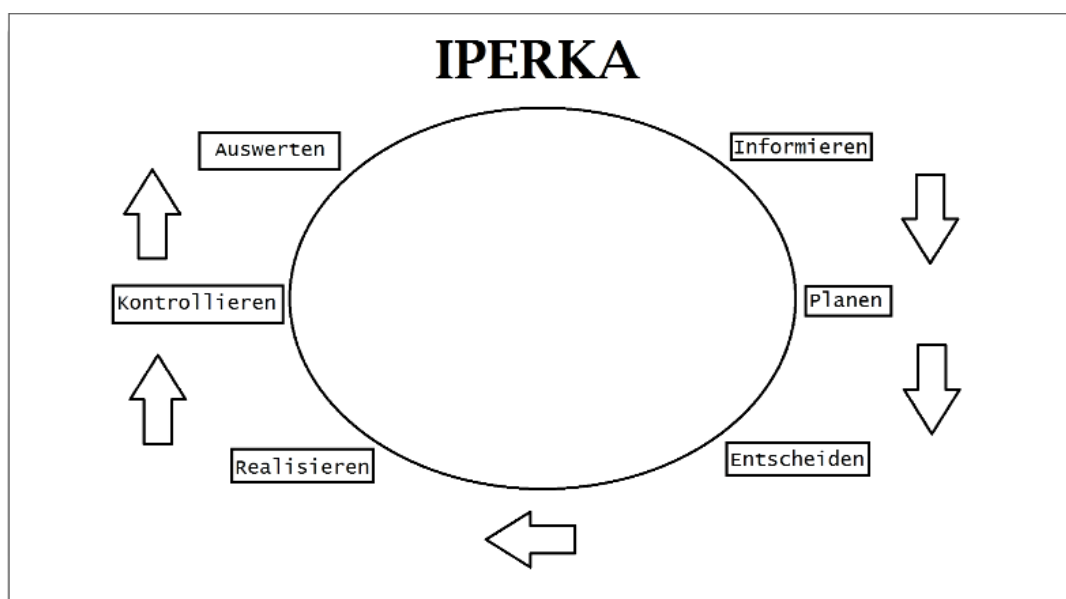 IPERKA
Informieren
Planen
Entscheiden
Realisieren
Kontrollieren
Auswerten